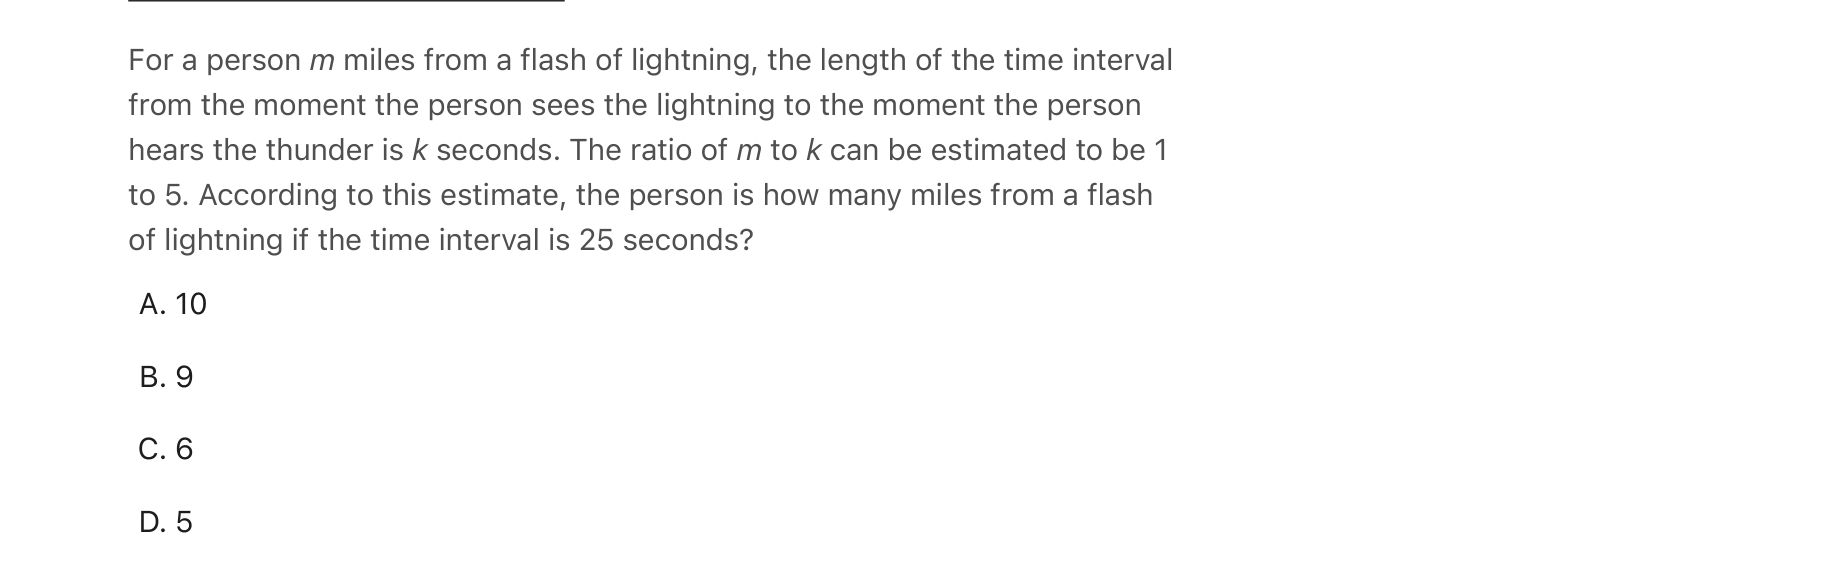 For a person m miles from a flash of lightning, the length of the time interval
from the moment the person sees the lightning to the moment the person
hears the thunder is k seconds. The ratio of m to k can be estimated to be 1
to 5. According to this estimate, the person is how many miles from a flash
of lightning if the time interval is 25 seconds?
A. 10
B. 9
C. 6
D. 5